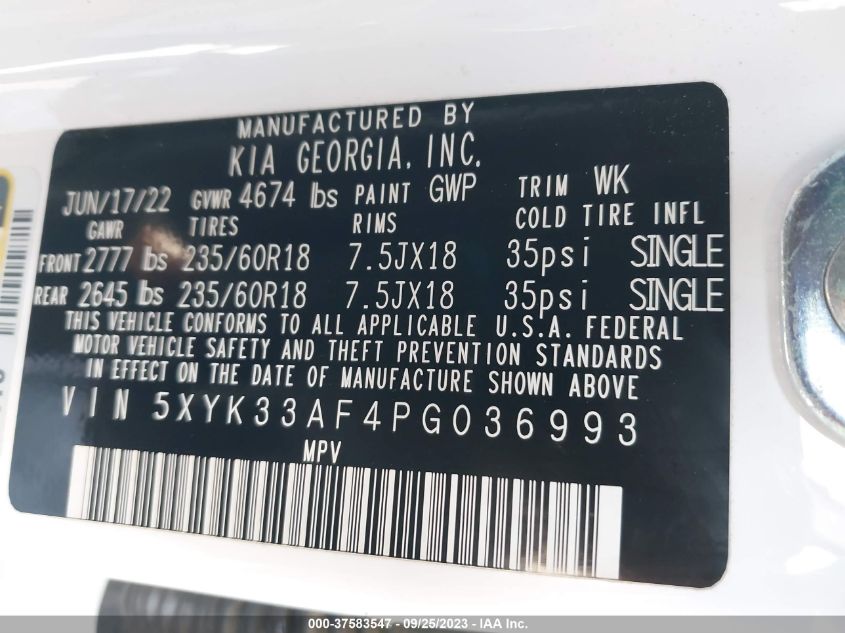 MANUFACTURED BY
KIA GEORGIA, INC.
JUN/17/22 GVWR 4674 lbs PAINT GWP TRIM WK
GAWR TIRES RIMS COLD TIRE INFL
FRONT 2777 lbs 235/60R18 7.5JX18 35psi SINGLE
REAR 2645 lbs 235/60R18 7.5JX18 35psi SINGLE
THIS VEHICLE CONFORMS TO ALL APPLICABLE U.S.A. FEDERAL
MOTOR VEHICLE SAFETY AND THEFT PREVENTION STANDARDS
IN EFFECT ON THE DATE OF MANUFACTURE SHOWN ABOVE
VIN 5XYK33AF4PG036993
MPV
000-37583547 - 09/25/2023 - IAA Inc.